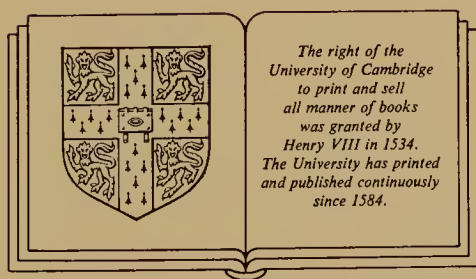 The right of the
University of Cambridge
to print and sell
all manner of books
was granted by
Henry VIII in 1534.
The University has printed
and published continuously
since 1584.